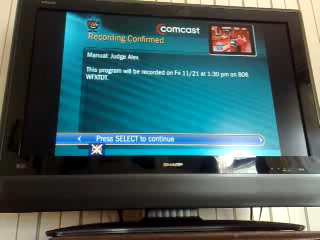 comcast
Recording Confirmed
Manual: Judge Alex
This program will be recorded on Fri 11/21 at 1:30 pm on 806
WFXTDT.
Press SELECT to continue
SHARP